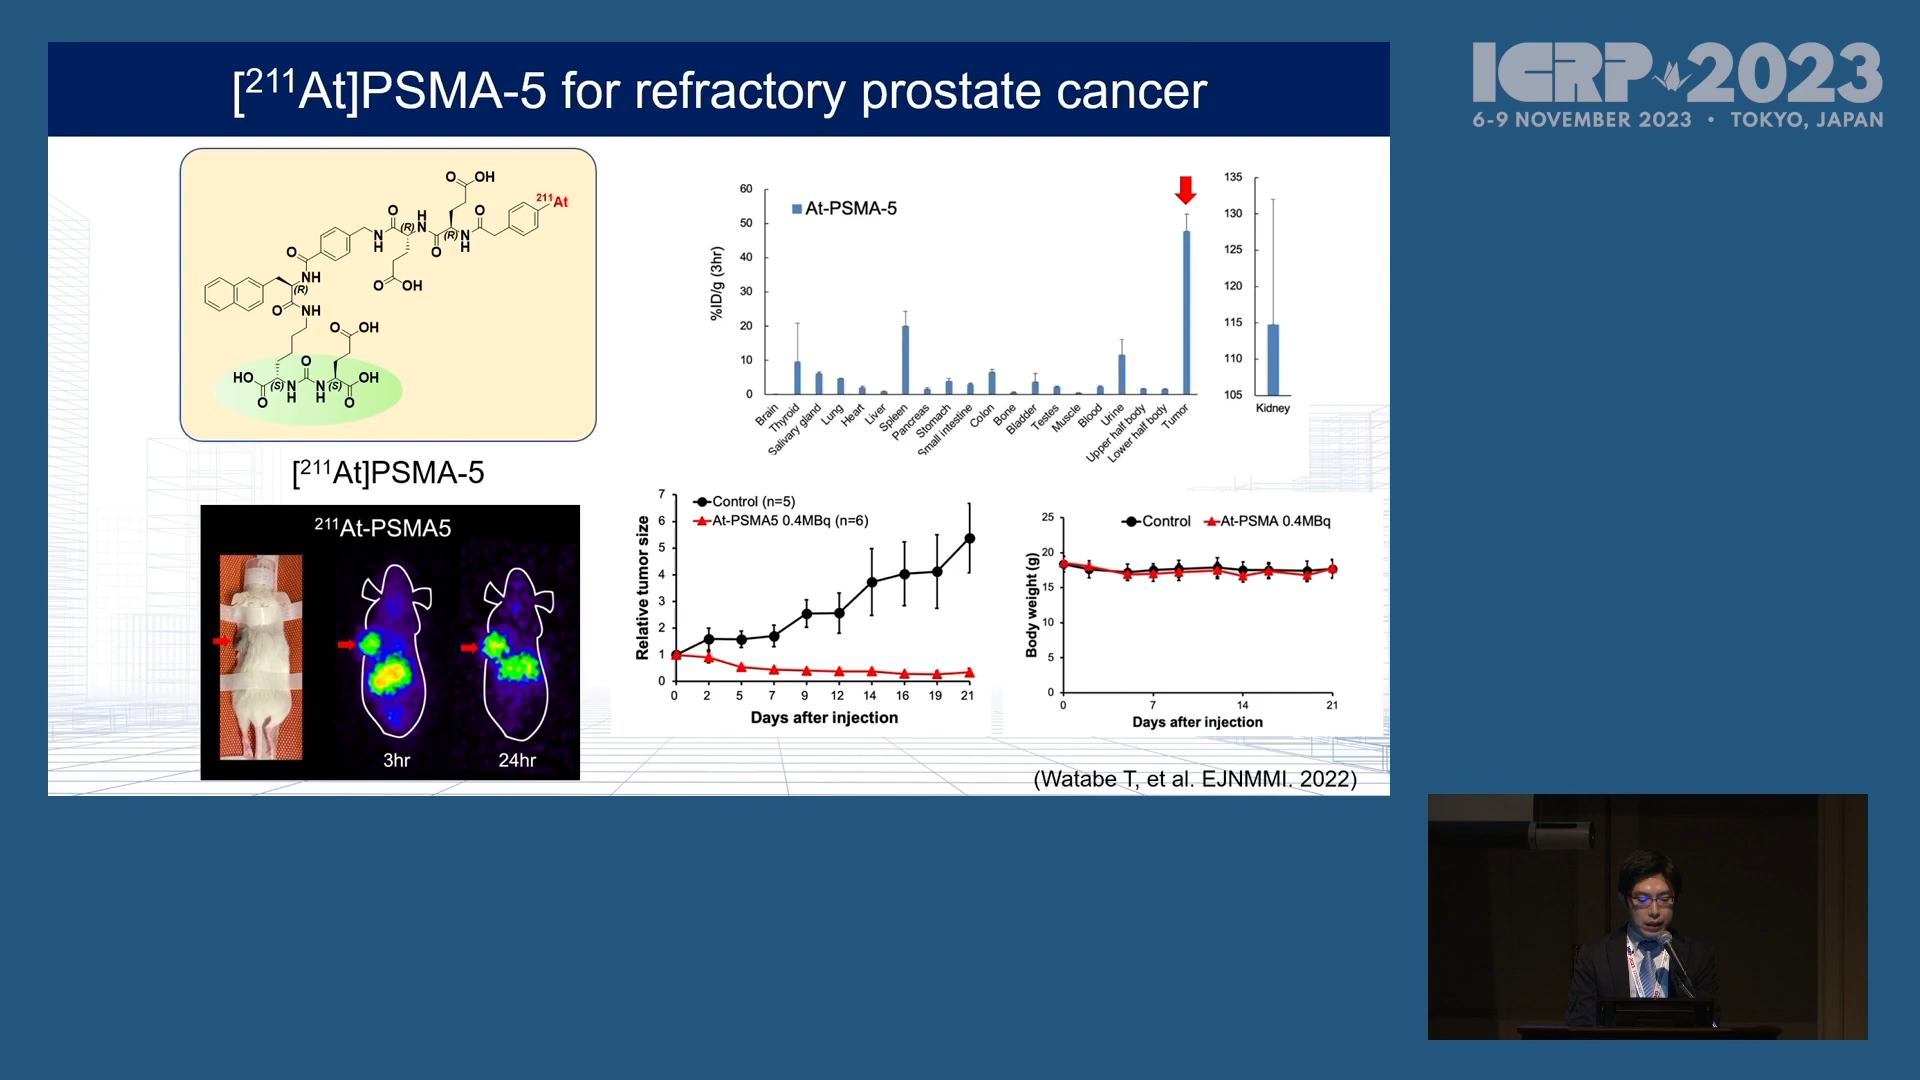 [²¹¹At]PSMA-5 for refractory prostate cancer
ICRP 2023
6-9 NOVEMBER 2023 • TOKYO, JAPAN
O
OH
²¹¹At
O
H
N
O
N
H
(R)
O
(R)
N
H
O
OH
O
NH
(R)
O
NH
O
OH
HO
O
(S)
N
H
O
N
H
(S)
OH
O
[²¹¹At]PSMA-5
At-PSMA-5
%ID/g (3hr)
60
50
40
30
20
10
0
Brain
Thyroid
Salivary gland
Lung
Heart
Liver
Spleen
Pancreas
Stomach
Small intestine
Colon
Bone
Bladder
Testes
Muscle
Blood
Urine
Upper half body
Lower half body
Tumor
135
130
125
120
115
110
105
Kidney
²¹¹At-PSMA5
3hr
24hr
Control (n=5)
At-PSMA5 0.4MBq (n=6)
Relative tumor size
7
6
5
4
3
2
1
0
0 2 5 7 9 12 14 16 19 21
Days after injection
Control
At-PSMA 0.4MBq
Body weight (g)
25
20
15
10
5
0
0 7 14 21
Days after injection
(Watabe T, et al. EJNMMI. 2022)